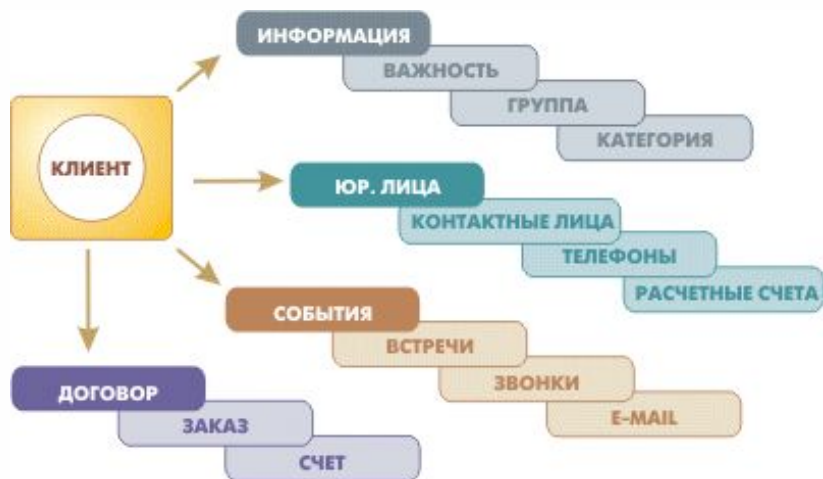 ИНФОРМАЦИЯ
ВАЖНОСТЬ
ГРУППА
КАТЕГОРИЯ
КЛИЕНТ
ЮР. ЛИЦА
КОНТАКТНЫЕ ЛИЦА
ТЕЛЕФОНЫ
РАСЧЕТНЫЕ СЧЕТА
СОБЫТИЯ
ВСТРЕЧИ
ЗВОНКИ
E-MAIL
ДОГОВОР
ЗАКАЗ
СЧЕТ